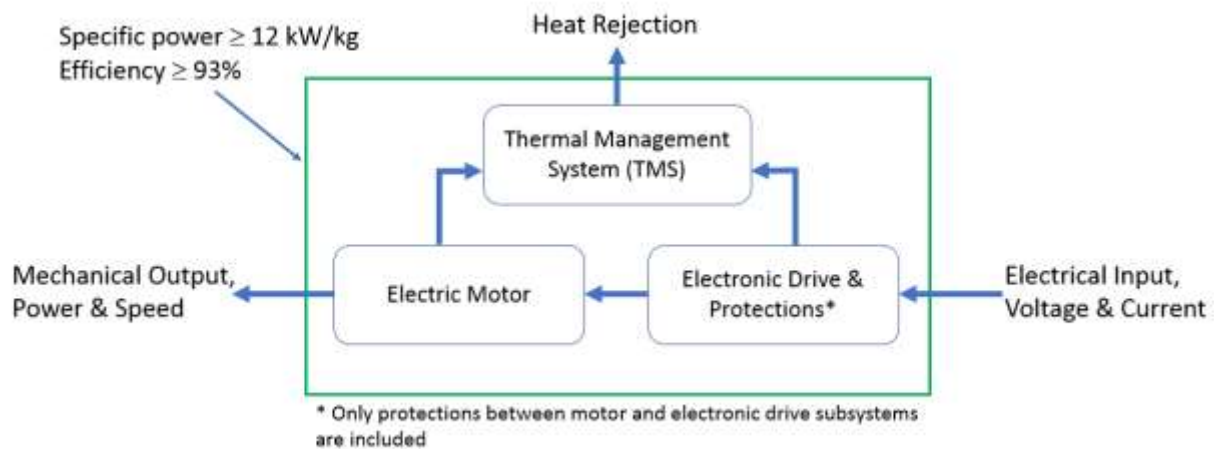 Specific power ≥ 12 kW/kg
Efficiency ≥ 93%
Heat Rejection
Thermal Management
System (TMS)
Mechanical Output,
Power & Speed
Electric Motor
Electronic Drive &
Protections*
Electrical Input,
Voltage & Current
* Only protections between motor and electronic drive subsystems
are included